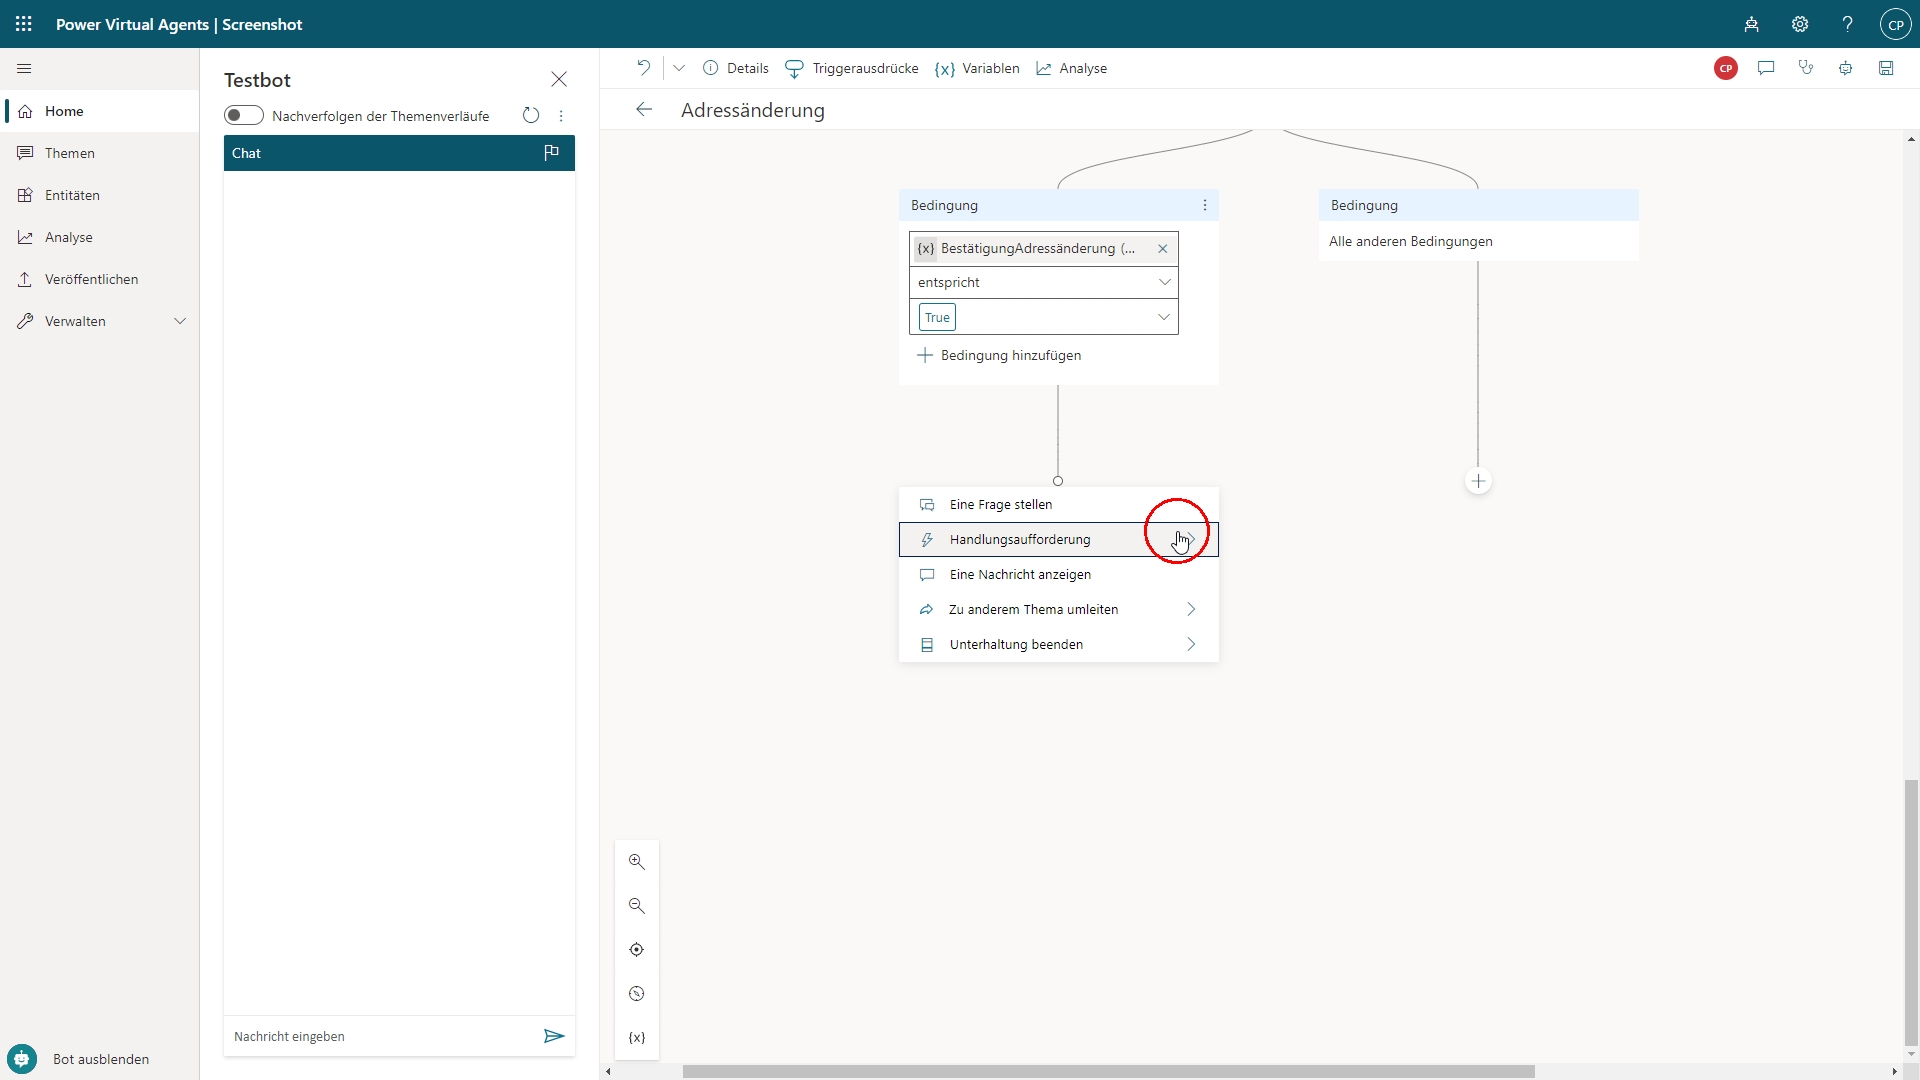 Power Virtual Agents | Screenshot
CP
Home
Themen
Entitäten
Analyse
Veröffentlichen
Verwalten
Bot ausblenden
Testbot
Nachverfolgen der Themenverläufe
Chat
Nachricht eingeben
Details
Triggerausdrücke
{x} Variablen
Analyse
CP
Adressänderung
Bedingung
{x} BestätigungAdressänderung (...
entspricht
True
Bedingung hinzufügen
Bedingung
Alle anderen Bedingungen
Eine Frage stellen
Handlungsaufforderung
Eine Nachricht anzeigen
Zu anderem Thema umleiten
Unterhaltung beenden
{x}